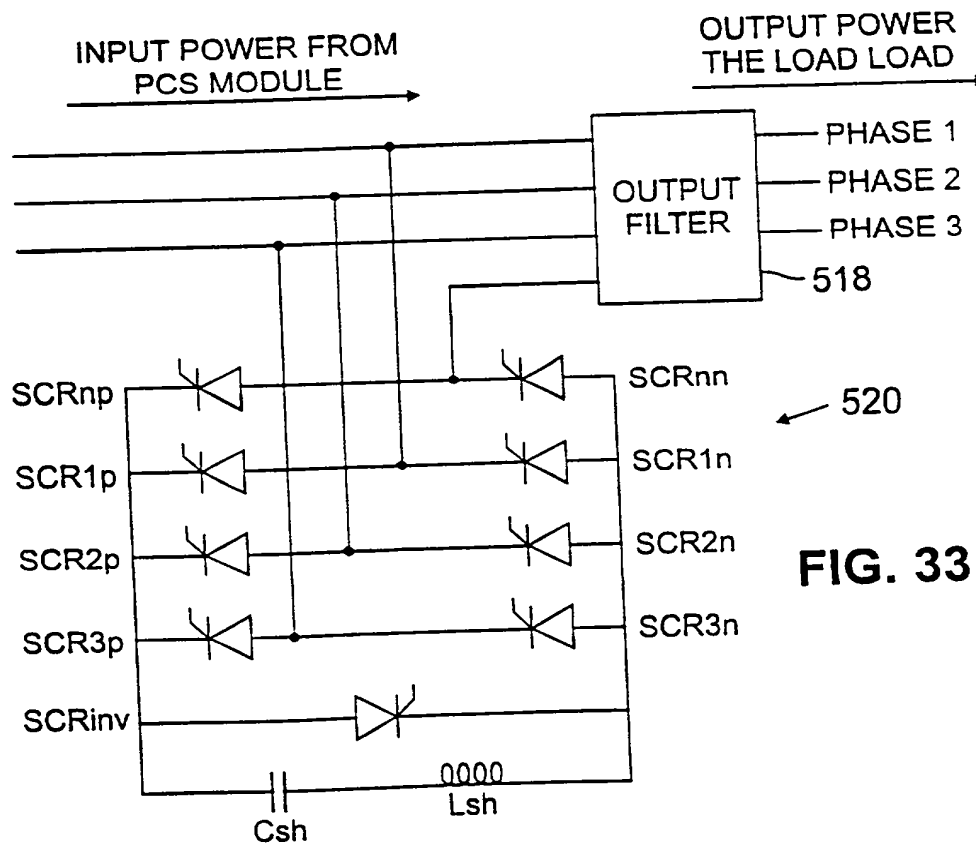 INPUT POWER FROM
PCS MODULE
OUTPUT POWER
THE LOAD LOAD
OUTPUT
FILTER
PHASE 1
PHASE 2
PHASE 3
518
SCRnp
SCRnn
520
SCR1p
SCR1n
SCR2p
SCR2n
FIG. 33
SCR3p
SCR3n
SCRinv
Csh
Lsh